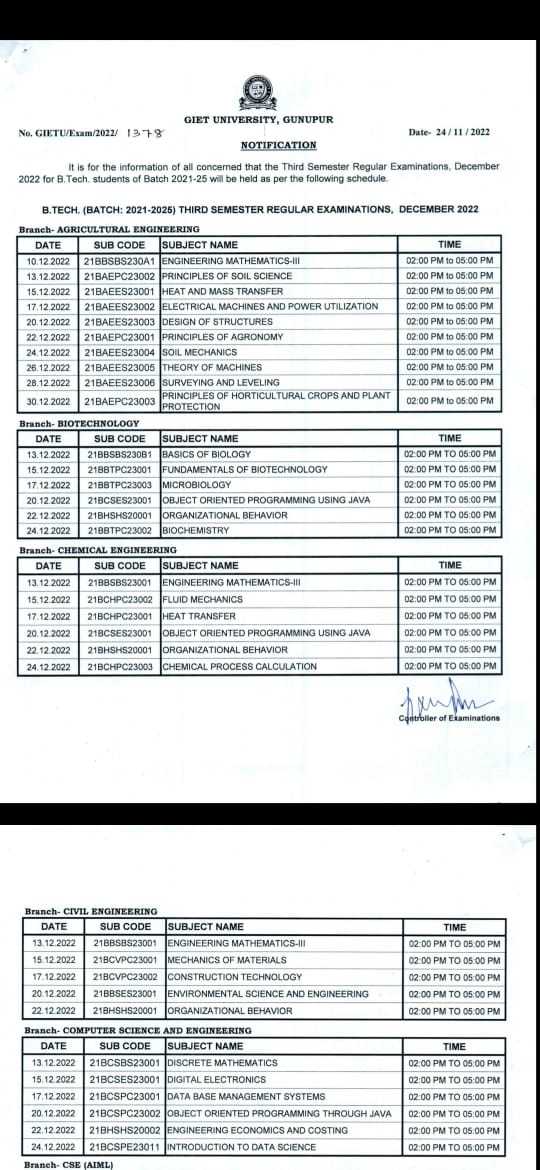 GIET UNIVERSITY, GUNUPUR
No. GIETU/Exam/2022/ 1378 Date- 24 / 11 / 2022
NOTIFICATION
It is for the information of all concerned that the Third Semester Regular Examinations, December
2022 for B.Tech. students of Batch 2021-25 will be held as per the following schedule.
B.TECH. (BATCH: 2021-2025) THIRD SEMESTER REGULAR EXAMINATIONS, DECEMBER 2022
Branch- AGRICULTURAL ENGINEERING
DATE SUB CODE SUBJECT NAME TIME
10.12.2022 21BBSBS230A1 ENGINEERING MATHEMATICS-III 02:00 PM to 05:00 PM
13.12.2022 21BAEPC23002 PRINCIPLES OF SOIL SCIENCE 02:00 PM to 05:00 PM
15.12.2022 21BAEES23001 HEAT AND MASS TRANSFER 02:00 PM to 05:00 PM
17.12.2022 21BAEES23002 ELECTRICAL MACHINES AND POWER UTILIZATION 02:00 PM to 05:00 PM
20.12.2022 21BAEES23003 DESIGN OF STRUCTURES 02:00 PM to 05:00 PM
22.12.2022 21BAEPC23001 PRINCIPLES OF AGRONOMY 02:00 PM to 05:00 PM
24.12.2022 21BAEES23004 SOIL MECHANICS 02:00 PM to 05:00 PM
26.12.2022 21BAEES23005 THEORY OF MACHINES 02:00 PM to 05:00 PM
28.12.2022 21BAEES23006 SURVEYING AND LEVELING 02:00 PM to 05:00 PM
30.12.2022 21BAEPC23003 PRINCIPLES OF HORTICULTURAL CROPS AND PLANT PROTECTION 02:00 PM to 05:00 PM
Branch- BIOTECHNOLOGY
DATE SUB CODE SUBJECT NAME TIME
13.12.2022 21BBSBS230B1 BASICS OF BIOLOGY 02:00 PM TO 05:00 PM
15.12.2022 21BBTPC23001 FUNDAMENTALS OF BIOTECHNOLOGY 02:00 PM TO 05:00 PM
17.12.2022 21BBTPC23003 MICROBIOLOGY 02:00 PM TO 05:00 PM
20.12.2022 21BCSES23001 OBJECT ORIENTED PROGRAMMING USING JAVA 02:00 PM TO 05:00 PM
22.12.2022 21BHSHS20001 ORGANIZATIONAL BEHAVIOR 02:00 PM TO 05:00 PM
24.12.2022 21BBTPC23002 BIOCHEMISTRY 02:00 PM TO 05:00 PM
Branch- CHEMICAL ENGINEERING
DATE SUB CODE SUBJECT NAME TIME
13.12.2022 21BBSBS23001 ENGINEERING MATHEMATICS-III 02:00 PM TO 05:00 PM
15.12.2022 21BCHPC23002 FLUID MECHANICS 02:00 PM TO 05:00 PM
17.12.2022 21BCHPC23001 HEAT TRANSFER 02:00 PM TO 05:00 PM
20.12.2022 21BCSES23001 OBJECT ORIENTED PROGRAMMING USING JAVA 02:00 PM TO 05:00 PM
22.12.2022 21BHSHS20001 ORGANIZATIONAL BEHAVIOR 02:00 PM TO 05:00 PM
24.12.2022 21BCHPC23003 CHEMICAL PROCESS CALCULATION 02:00 PM TO 05:00 PM
Controller of Examinations
Branch- CIVIL ENGINEERING
DATE SUB CODE SUBJECT NAME TIME
13.12.2022 21BBSBS23001 ENGINEERING MATHEMATICS-III 02:00 PM TO 05:00 PM
15.12.2022 21BCVPC23001 MECHANICS OF MATERIALS 02:00 PM TO 05:00 PM
17.12.2022 21BCVPC23002 CONSTRUCTION TECHNOLOGY 02:00 PM TO 05:00 PM
20.12.2022 21BBSES23001 ENVIRONMENTAL SCIENCE AND ENGINEERING 02:00 PM TO 05:00 PM
22.12.2022 21BHSHS20001 ORGANIZATIONAL BEHAVIOR 02:00 PM TO 05:00 PM
Branch- COMPUTER SCIENCE AND ENGINEERING
DATE SUB CODE SUBJECT NAME TIME
13.12.2022 21BCSBS23001 DISCRETE MATHEMATICS 02:00 PM TO 05:00 PM
15.12.2022 21BCSES23001 DIGITAL ELECTRONICS 02:00 PM TO 05:00 PM
17.12.2022 21BCSPC23001 DATA BASE MANAGEMENT SYSTEMS 02:00 PM TO 05:00 PM
20.12.2022 21BCSPC23002 OBJECT ORIENTED PROGRAMMING THROUGH JAVA 02:00 PM TO 05:00 PM
22.12.2022 21BHSHS20002 ENGINEERING ECONOMICS AND COSTING 02:00 PM TO 05:00 PM
24.12.2022 21BCSPE23011 INTRODUCTION TO DATA SCIENCE 02:00 PM TO 05:00 PM
Branch- CSE (AIML)